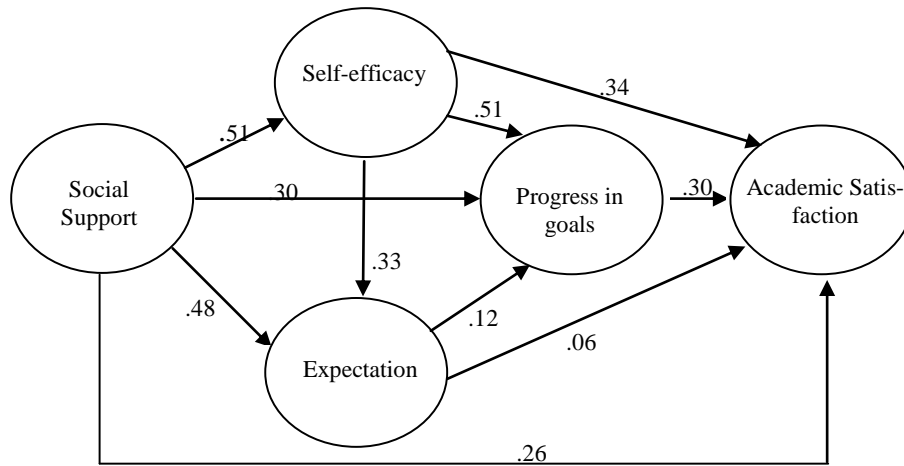 Self-efficacy
.34
.51
.51
Social
Support
.30
Progress in
goals
.30
Academic Satis-
faction
.33
.48
.12
.06
Expectation
.26